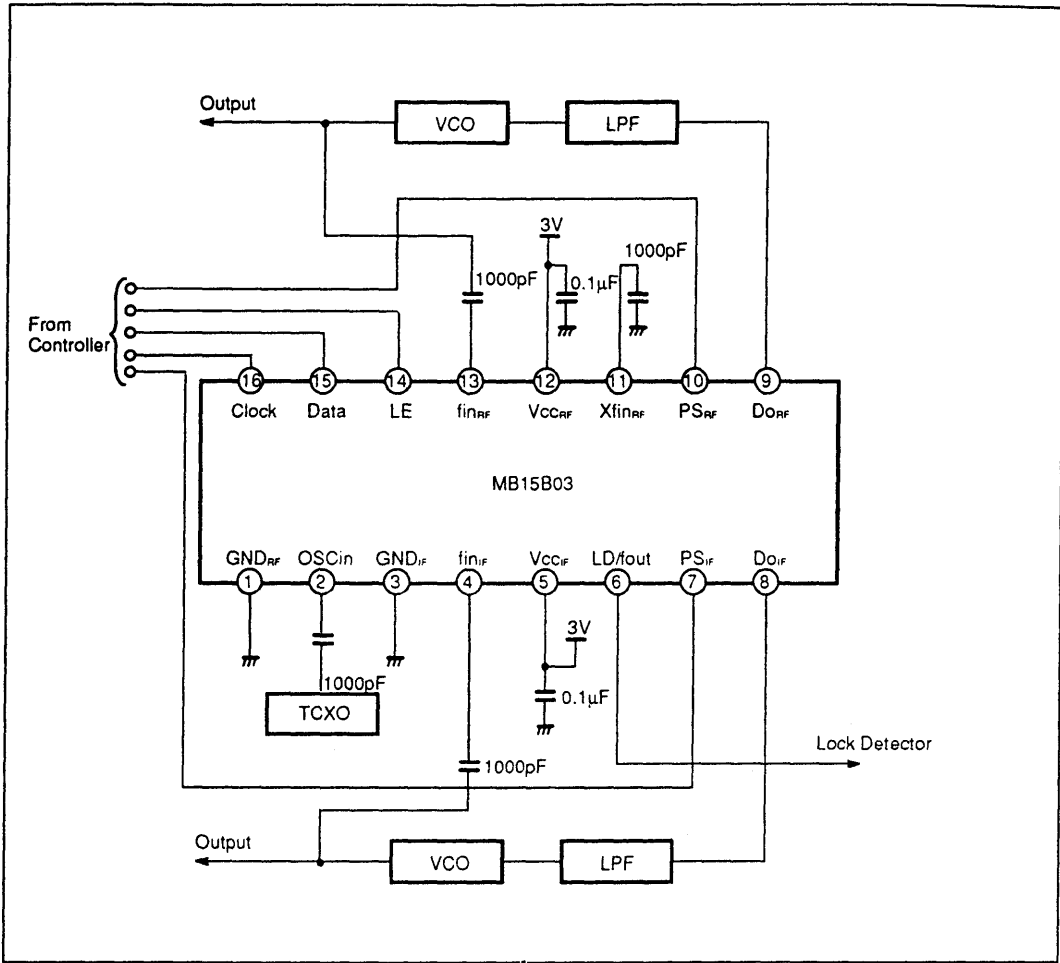 Output
VCO
LPF
3V
1000pF
0.1μF
1000pF
From
Controller
16 15 14 13 12 11 10 9
Clock Data LE finRF VccRF XfinRF PSRF DoRF
MB15B03
GNDRF OSCin GNDIF finIF VccIF LD/fout PSIF DoIF
1 2 3 4 5 6 7 8
3V
1000pF
TCXO
0.1μF
Lock Detector
1000pF
Output
VCO
LPF